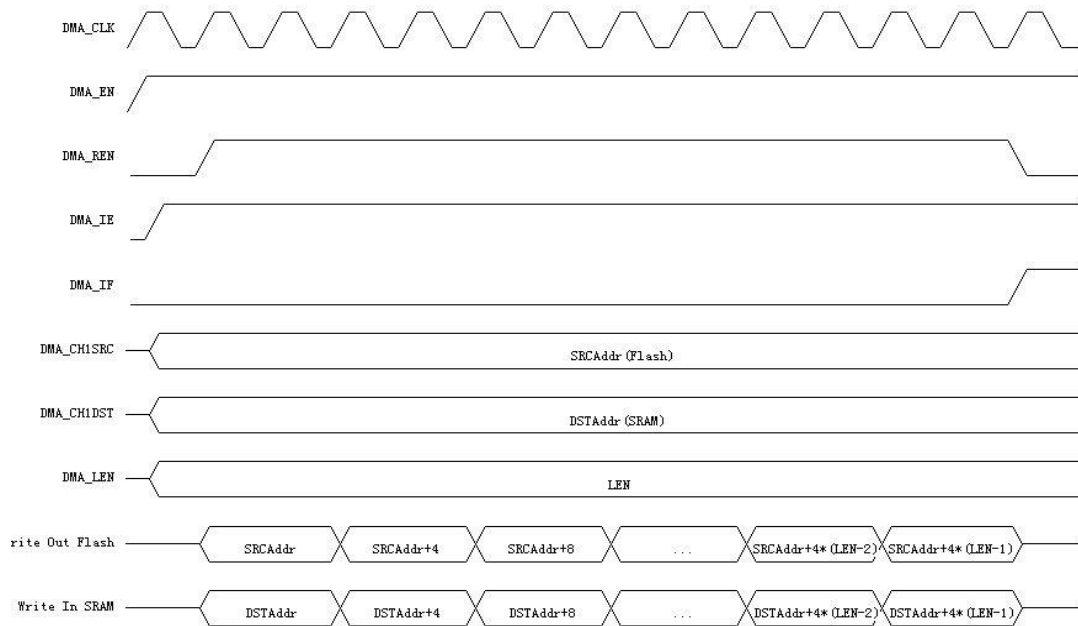 DMA_CLK
DMA_EN
DMA_REN
DMA_IE
DMA_IF
DMA_CH1SRC SRCAddr(Flash)
DMA_CH1DST DSTAddr(SRAM)
DMA_LEN LEN
rite Out Flash SRCAddr SRCAddr+4 SRCAddr+8 ... SRCAddr+4*(LEN-2) SRCAddr+4*(LEN-1)
Write In SRAM DSTAddr DSTAddr+4 DSTAddr+8 ... DSTAddr+4*(LEN-2) DSTAddr+4*(LEN-1)